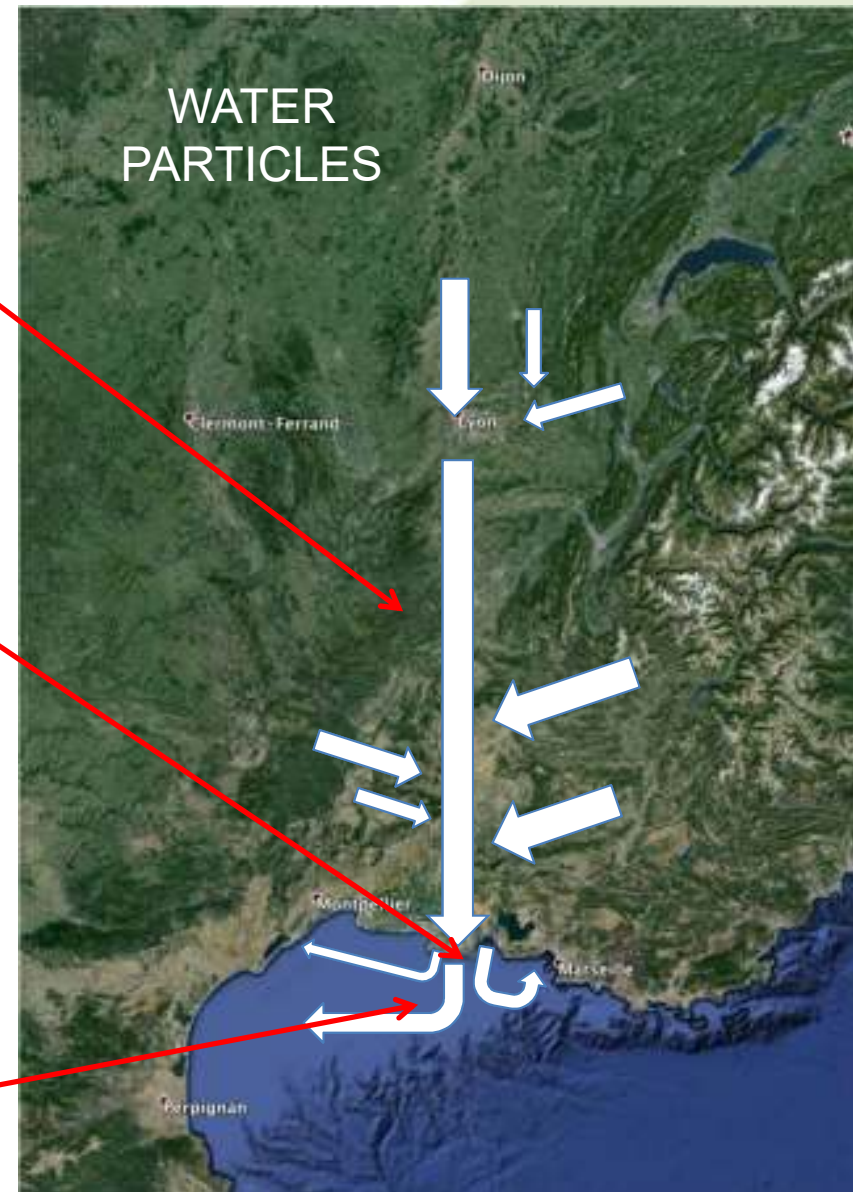 WATER
PARTICLES
Dijon
Clermont-Ferrand
Lyon
Montpellier
Marseille
Perpignan